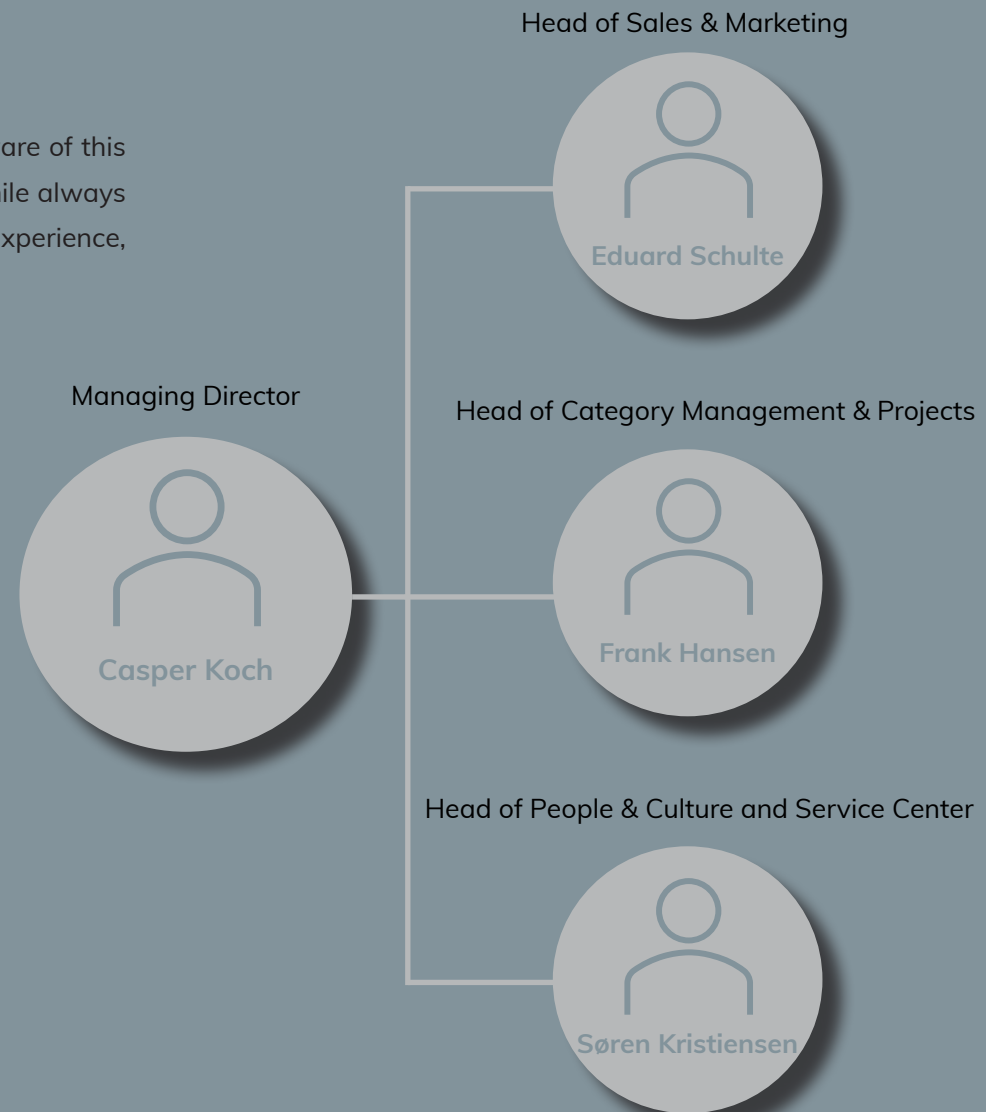 Head of Sales & Marketing
are of this
always
xperience,
Eduard Schulte
Managing Director
Head of Category Management & Projects
Casper Koch
Frank Hansen
Head of People & Culture and Service Center
Søren Kristiensen